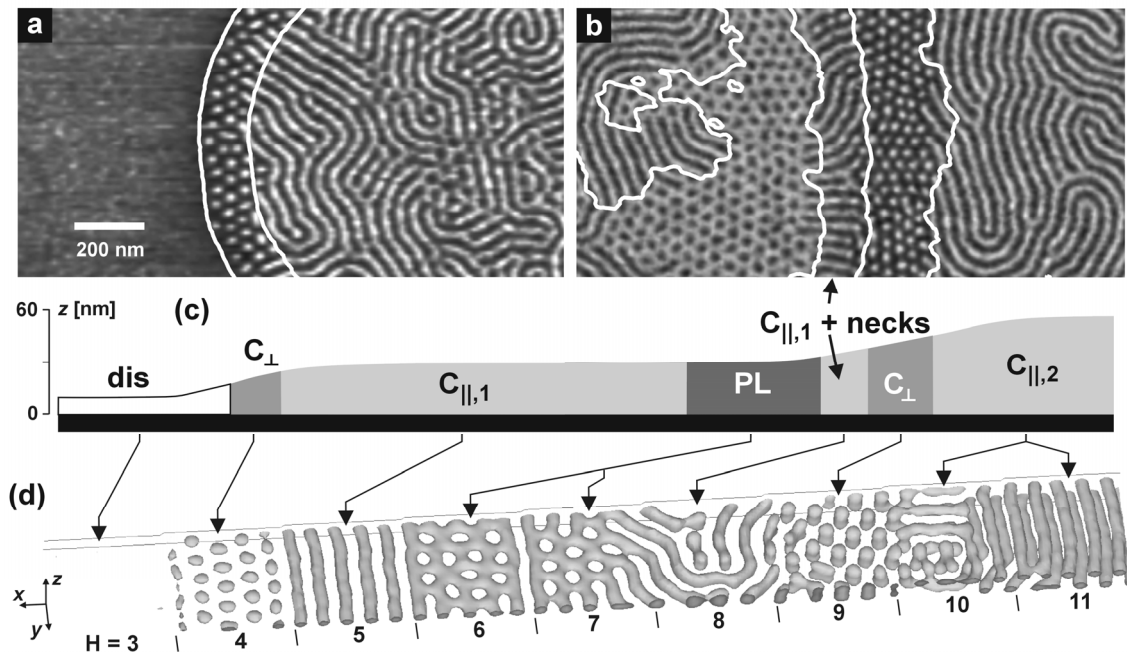 a
b
200 nm
60
z [nm]
(c)
C||,1 + necks
C⊥
dis
C||,1
PL
C⊥
C||,2
0
(d)
z
x
y
H = 3
4
5
6
7
8
9
10
11